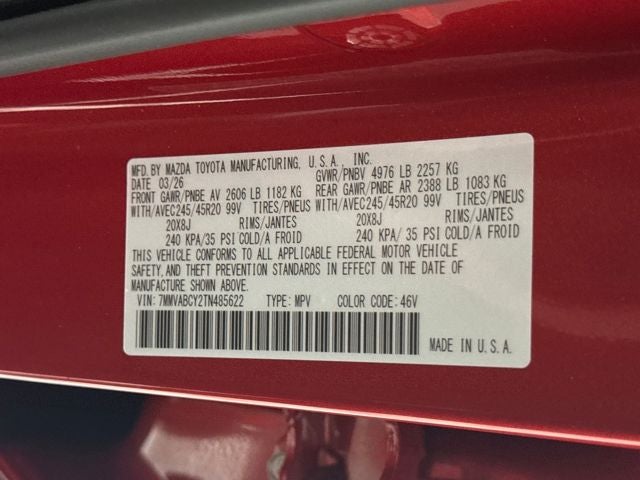 MFD. BY MAZDA TOYOTA MANUFACTURING, U.S.A., INC.
DATE 03/26 GVWR/PNBV 4976 LB 2257 KG
FRONT GAWR/PNBE AV 2606 LB 1182 KG REAR GAWR/PNBE AR 2388 LB 1083 KG
WITH/AVEC245/45R20 99V TIRES/PNEUS WITH/AVEC245/45R20 99V TIRES/PNEUS
20X8J RIMS/JANTES 20X8J RIMS/JANTES
240 KPA/35 PSI COLD/A FROID 240 KPA/ 35 PSI COLD/A FROID
THIS VEHICLE CONFORMS TO ALL APPLICABLE FEDERAL MOTOR VEHICLE
SAFETY,AND THEFT PREVENTION STANDARDS IN EFFECT ON THE DATE OF
MANUFACTURE SHOWN ABOVE.
VIN: 7MMVABCY2TN485622 TYPE: MPV COLOR CODE: 46V
MADE IN U.S.A.